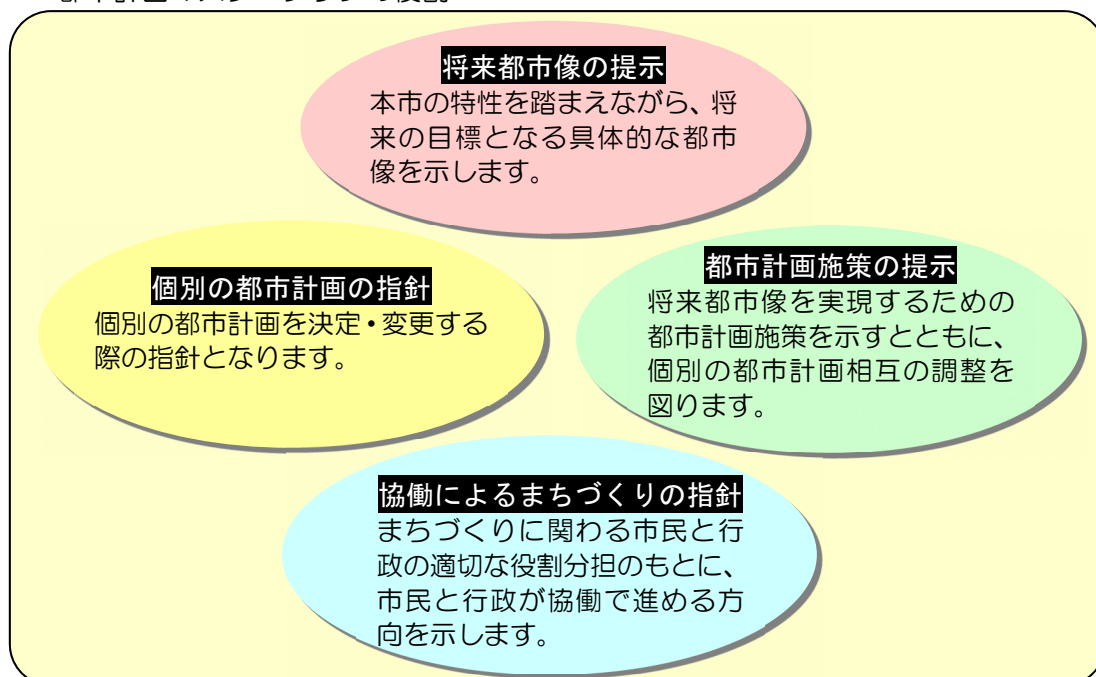 将来都市像の提示
本市の特性を踏まえながら、将
来の目標となる具体的な都市
像を示します。
個別の都市計画の指針
個別の都市計画を決定・変更する
際の指針となります。
都市計画施策の提示
将来都市像を実現するための
都市計画施策を示すとともに、
個別の都市計画相互の調整を
図ります。
協働によるまちづくりの指針
まちづくりに関わる市民と行
政の適切な役割分担のもとに、
市民と行政が協働で進める方
向を示します。